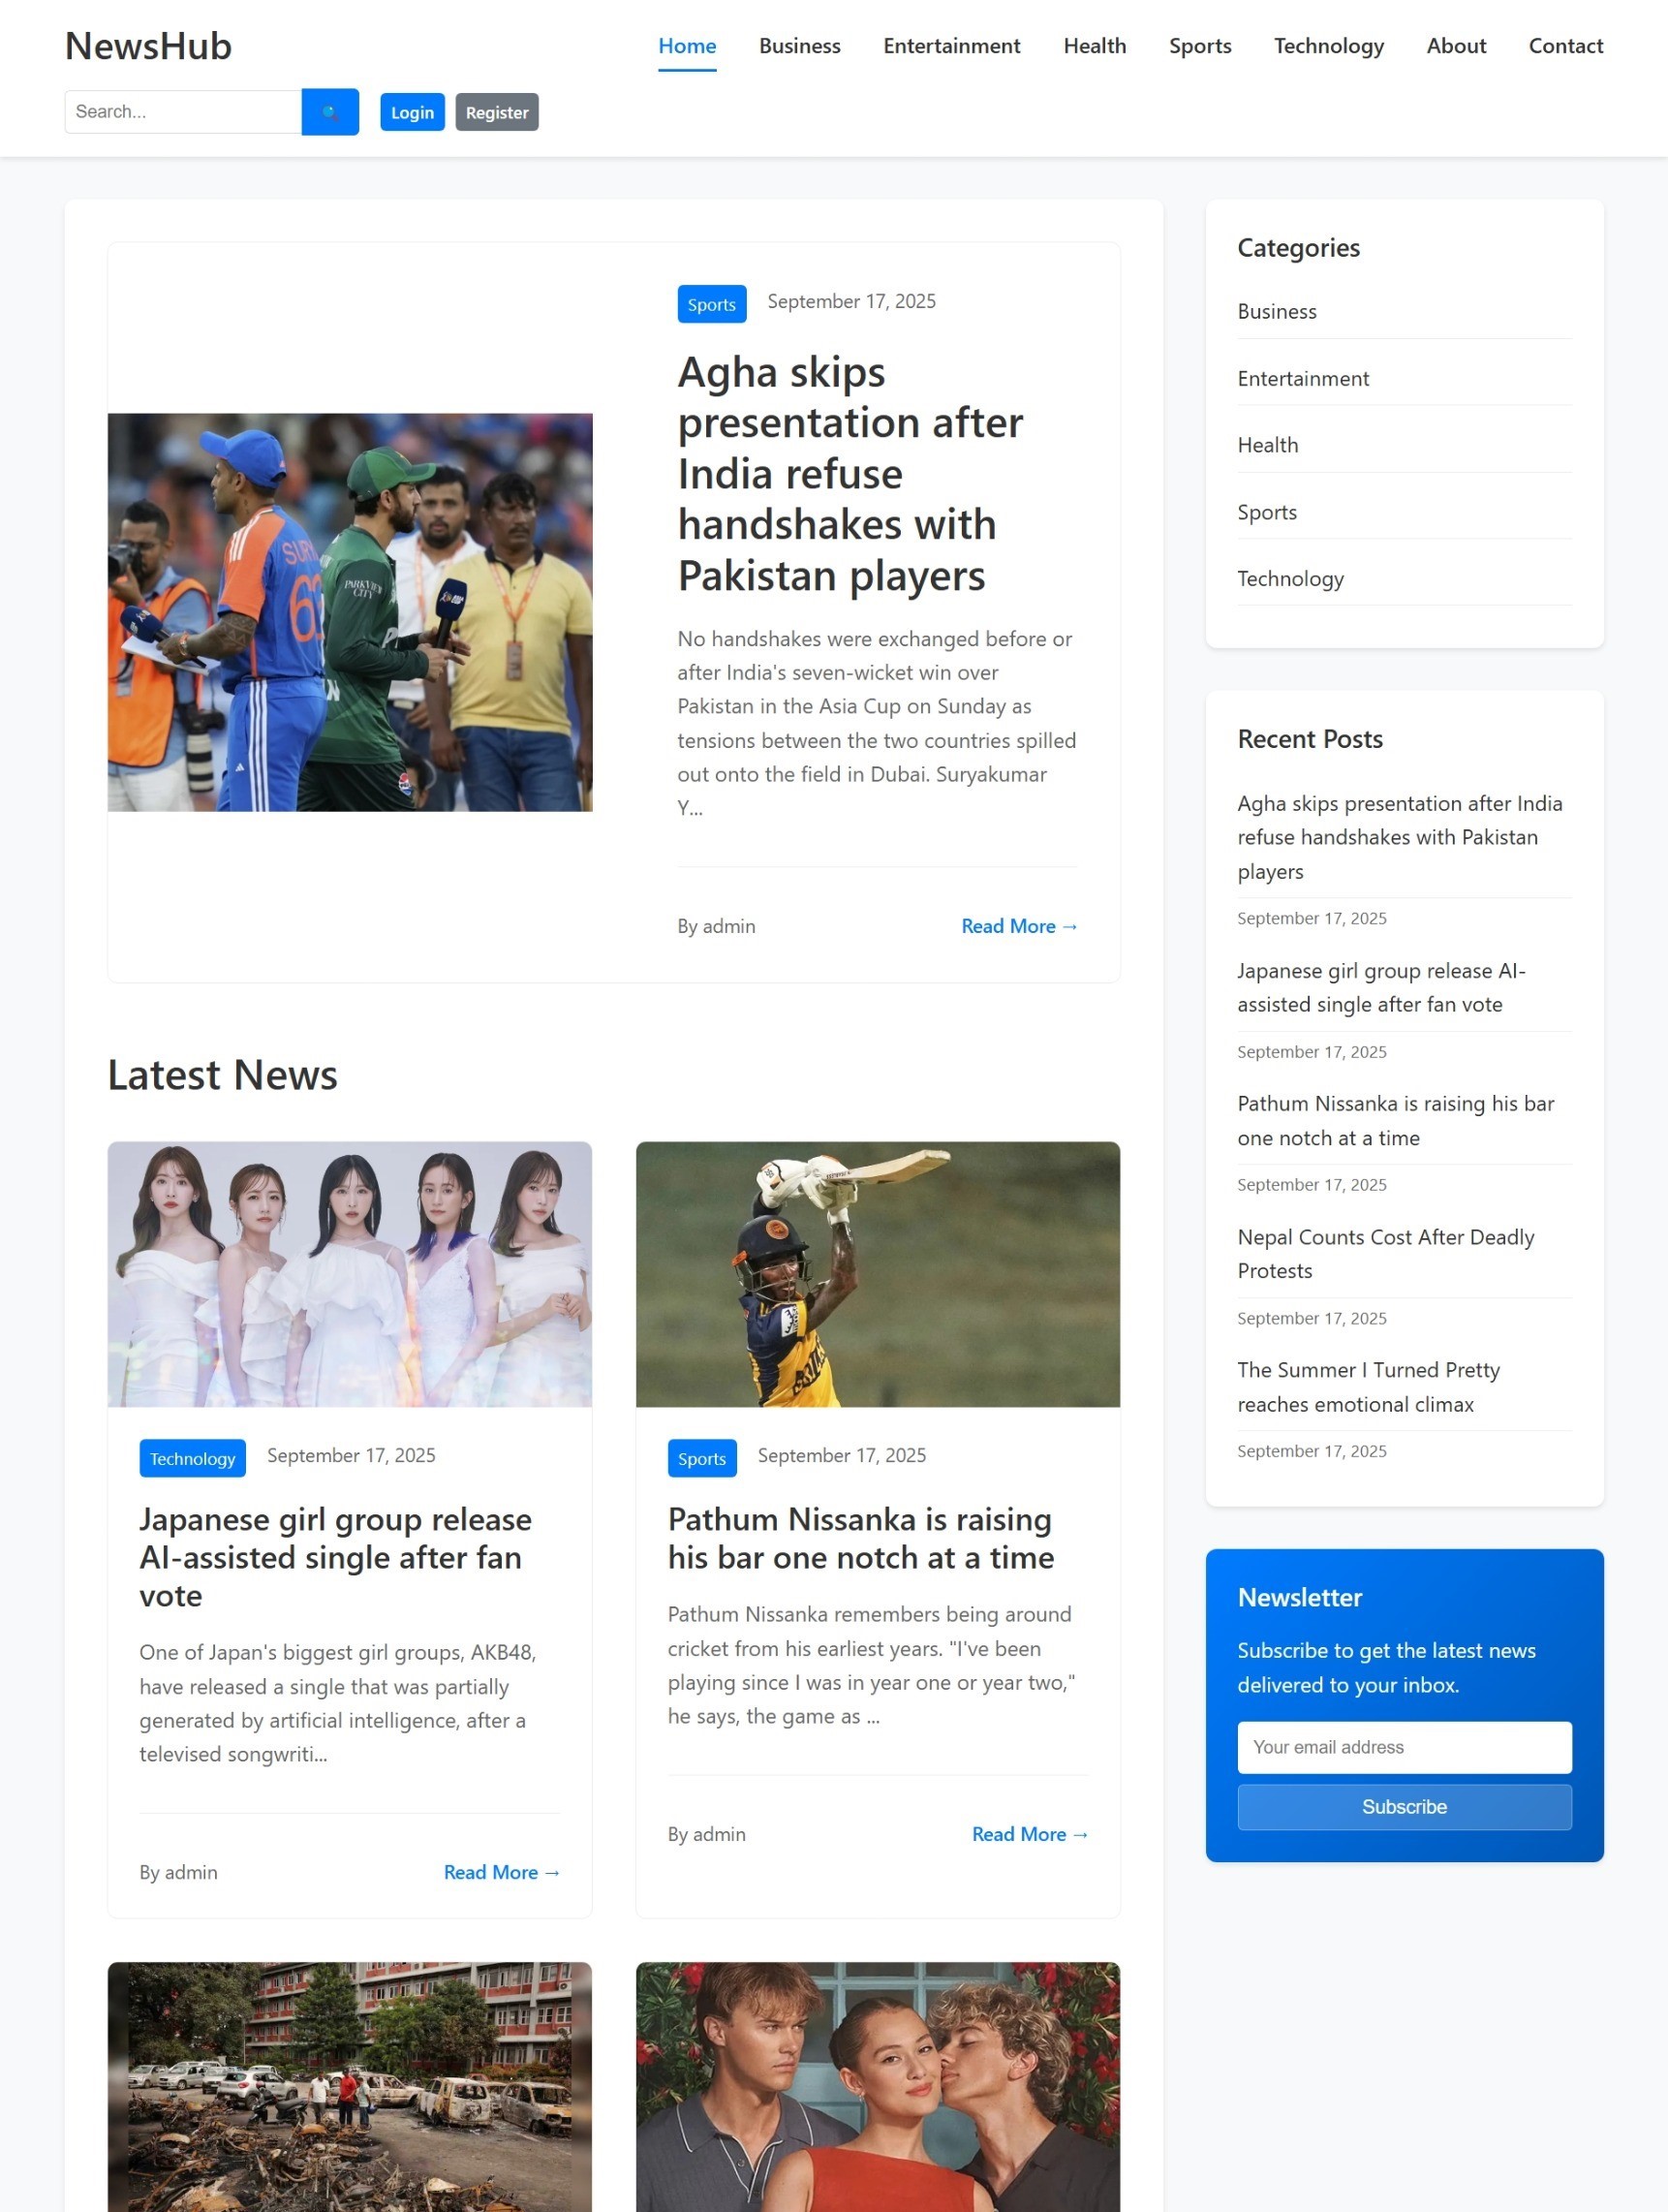 NewsHub
Home Business Entertainment Health Sports Technology About Contact
Search...
Login
Register
Sports September 17, 2025
Agha skips
presentation after
India refuse
handshakes with
Pakistan players
No handshakes were exchanged before or
after India's seven-wicket win over
Pakistan in the Asia Cup on Sunday as
tensions between the two countries spilled
out onto the field in Dubai. Suryakumar
Y...
By admin Read More →
SURY
63
PARKVIEW
CITY
Latest News
Technology September 17, 2025
Japanese girl group release
AI-assisted single after fan
vote
One of Japan's biggest girl groups, AKB48,
have released a single that was partially
generated by artificial intelligence, after a
televised songwriti...
By admin Read More →
Sports September 17, 2025
Pathum Nissanka is raising
his bar one notch at a time
Pathum Nissanka remembers being around
cricket from his earliest years. "I've been
playing since I was in year one or year two,"
he says, the game as ...
By admin Read More →
Categories
Business
Entertainment
Health
Sports
Technology
Recent Posts
Agha skips presentation after India
refuse handshakes with Pakistan
players
September 17, 2025
Japanese girl group release AI-
assisted single after fan vote
September 17, 2025
Pathum Nissanka is raising his bar
one notch at a time
September 17, 2025
Nepal Counts Cost After Deadly
Protests
September 17, 2025
The Summer I Turned Pretty
reaches emotional climax
September 17, 2025
Newsletter
Subscribe to get the latest news
delivered to your inbox.
Your email address
Subscribe